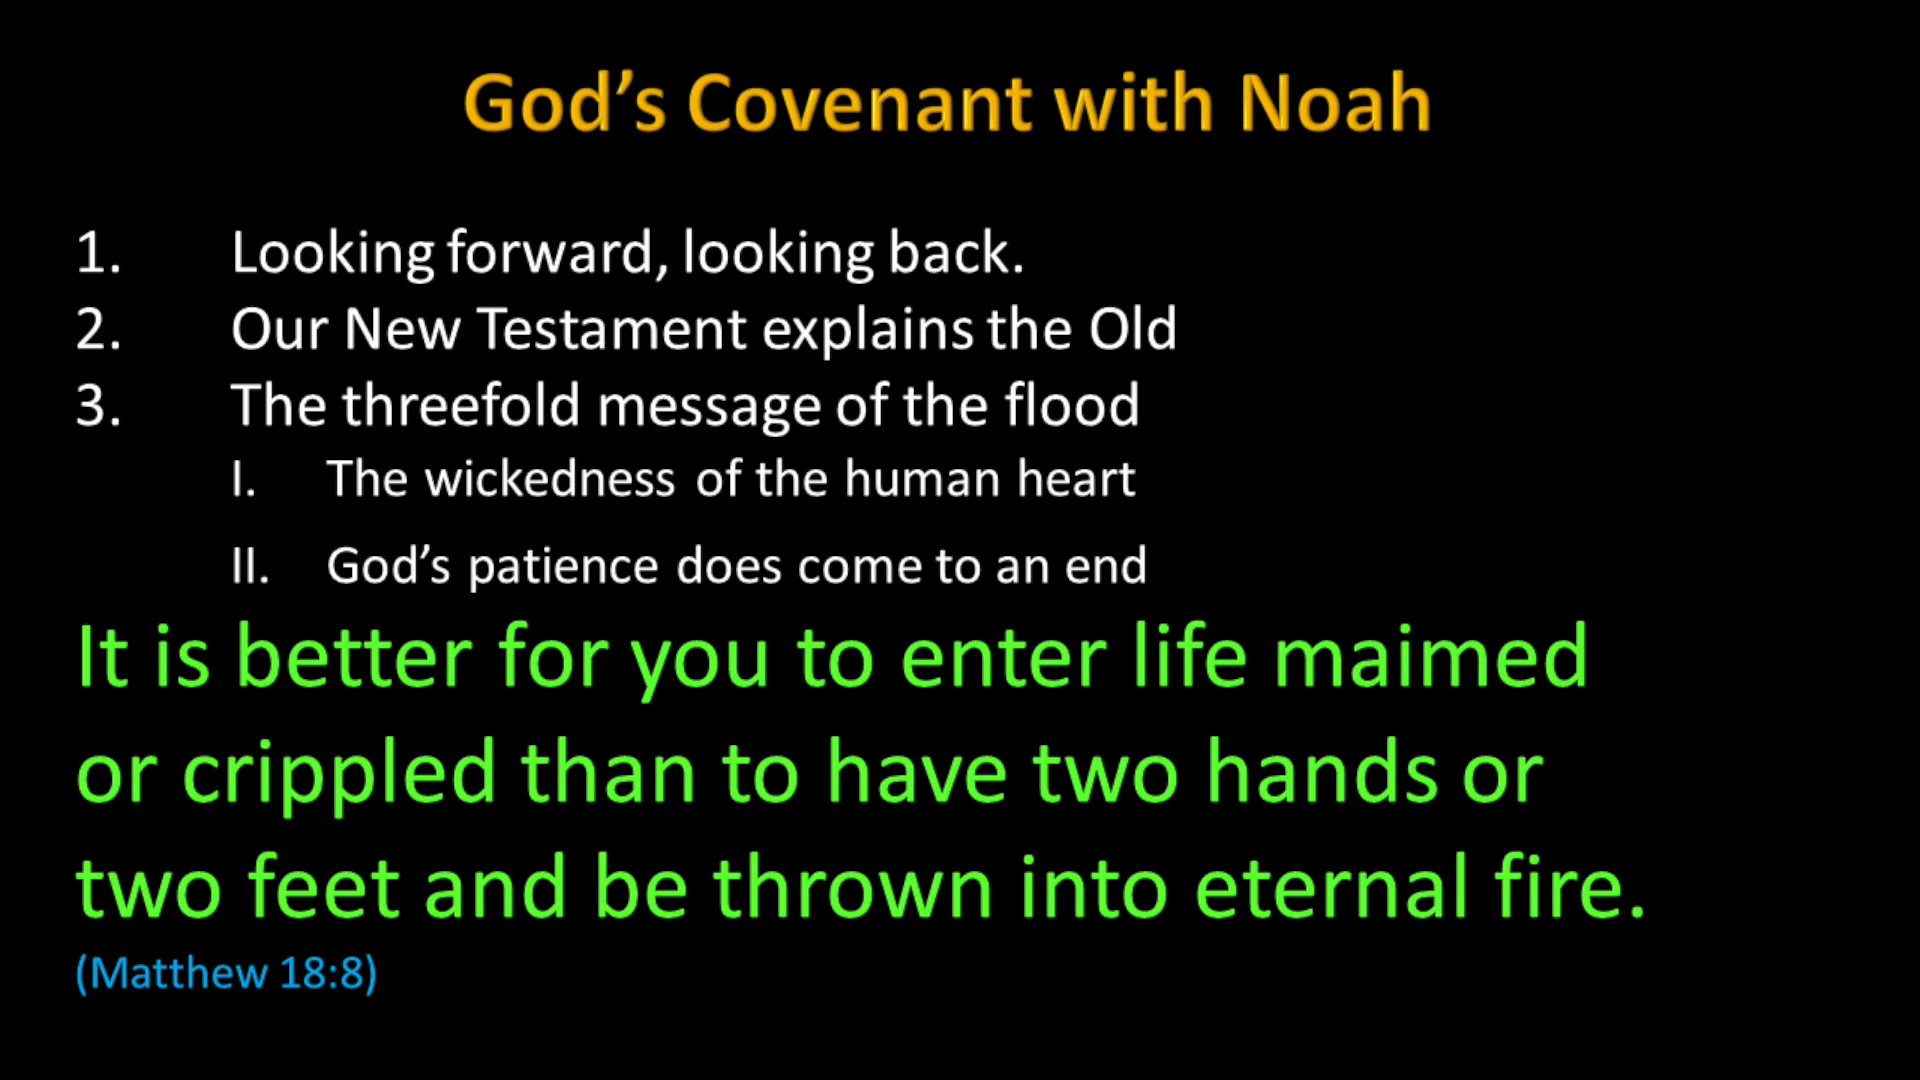 God’s Covenant with Noah
1. Looking forward, looking back.
2. Our New Testament explains the Old
3. The threefold message of the flood
I. The wickedness of the human heart
II. God’s patience does come to an end
It is better for you to enter life maimed
or crippled than to have two hands or
two feet and be thrown into eternal fire.
(Matthew 18:8)